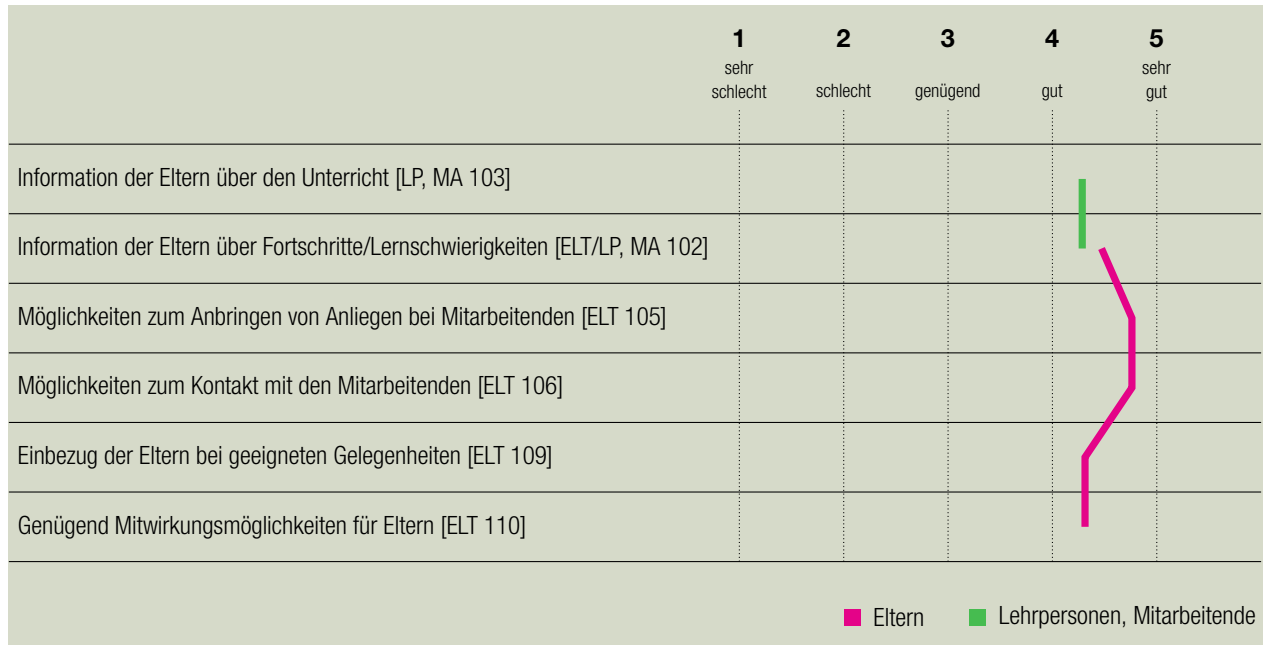 1 2 3 4 5
sehr schlecht schlecht genügend gut sehr gut
Information der Eltern über den Unterricht [LP, MA 103]
Information der Eltern über Fortschritte/Lernschwierigkeiten [ELT/LP, MA 102]
Möglichkeiten zum Anbringen von Anliegen bei Mitarbeitenden [ELT 105]
Möglichkeiten zum Kontakt mit den Mitarbeitenden [ELT 106]
Einbezug der Eltern bei geeigneten Gelegenheiten [ELT 109]
Genügend Mitwirkungsmöglichkeiten für Eltern [ELT 110]
Eltern Lehrpersonen, Mitarbeitende